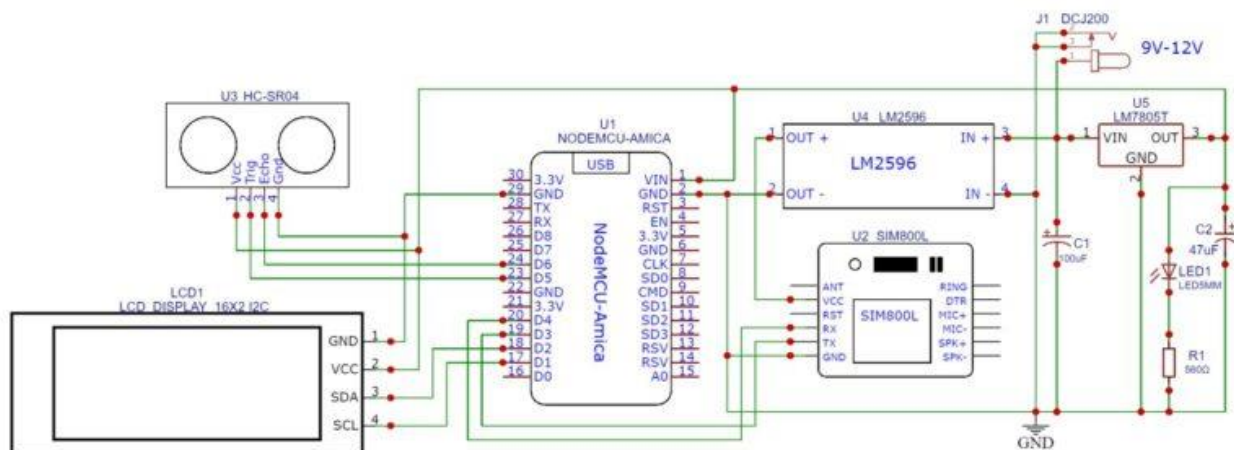 J1 DCJ200
2
3
1
9V-12V
U3 HC-SR04
Vcc
Trig
Echo
Gnd
1 2 3 4
U1
NODEMCU-AMICA
USB
NodeMCU-Amica
30 3.3V
29 GND
28 TX
27 RX
26 D8
25 D7
24 D6
23 D5
22 GND
21 3.3V
20 D4
19 D3
18 D2
17 D1
16 D0
VIN 1
GND 2
RST 3
EN 4
3.3V 5
GND 6
CLK 7
SD0 8
CMD 9
SD1 10
SD2 11
SD3 12
RSV 13
RSV 14
A0 15
U4 LM2596
1 OUT + IN + 3
LM2596
2 OUT - IN - 4
U5
LM7805T
1 VIN OUT 3
GND
2
U2 SIM800L
ANT RING
VCC DTR
RST MIC+
RX MIC-
TX SPK+
GND SPK-
SIM800L
+
C1
100uF
+
C2
47uF
LED1
LED5MM
R1
560Ω
GND
LCD1
LCD DISPLAY 16X2 I2C
GND 1
VCC 2
SDA 3
SCL 4